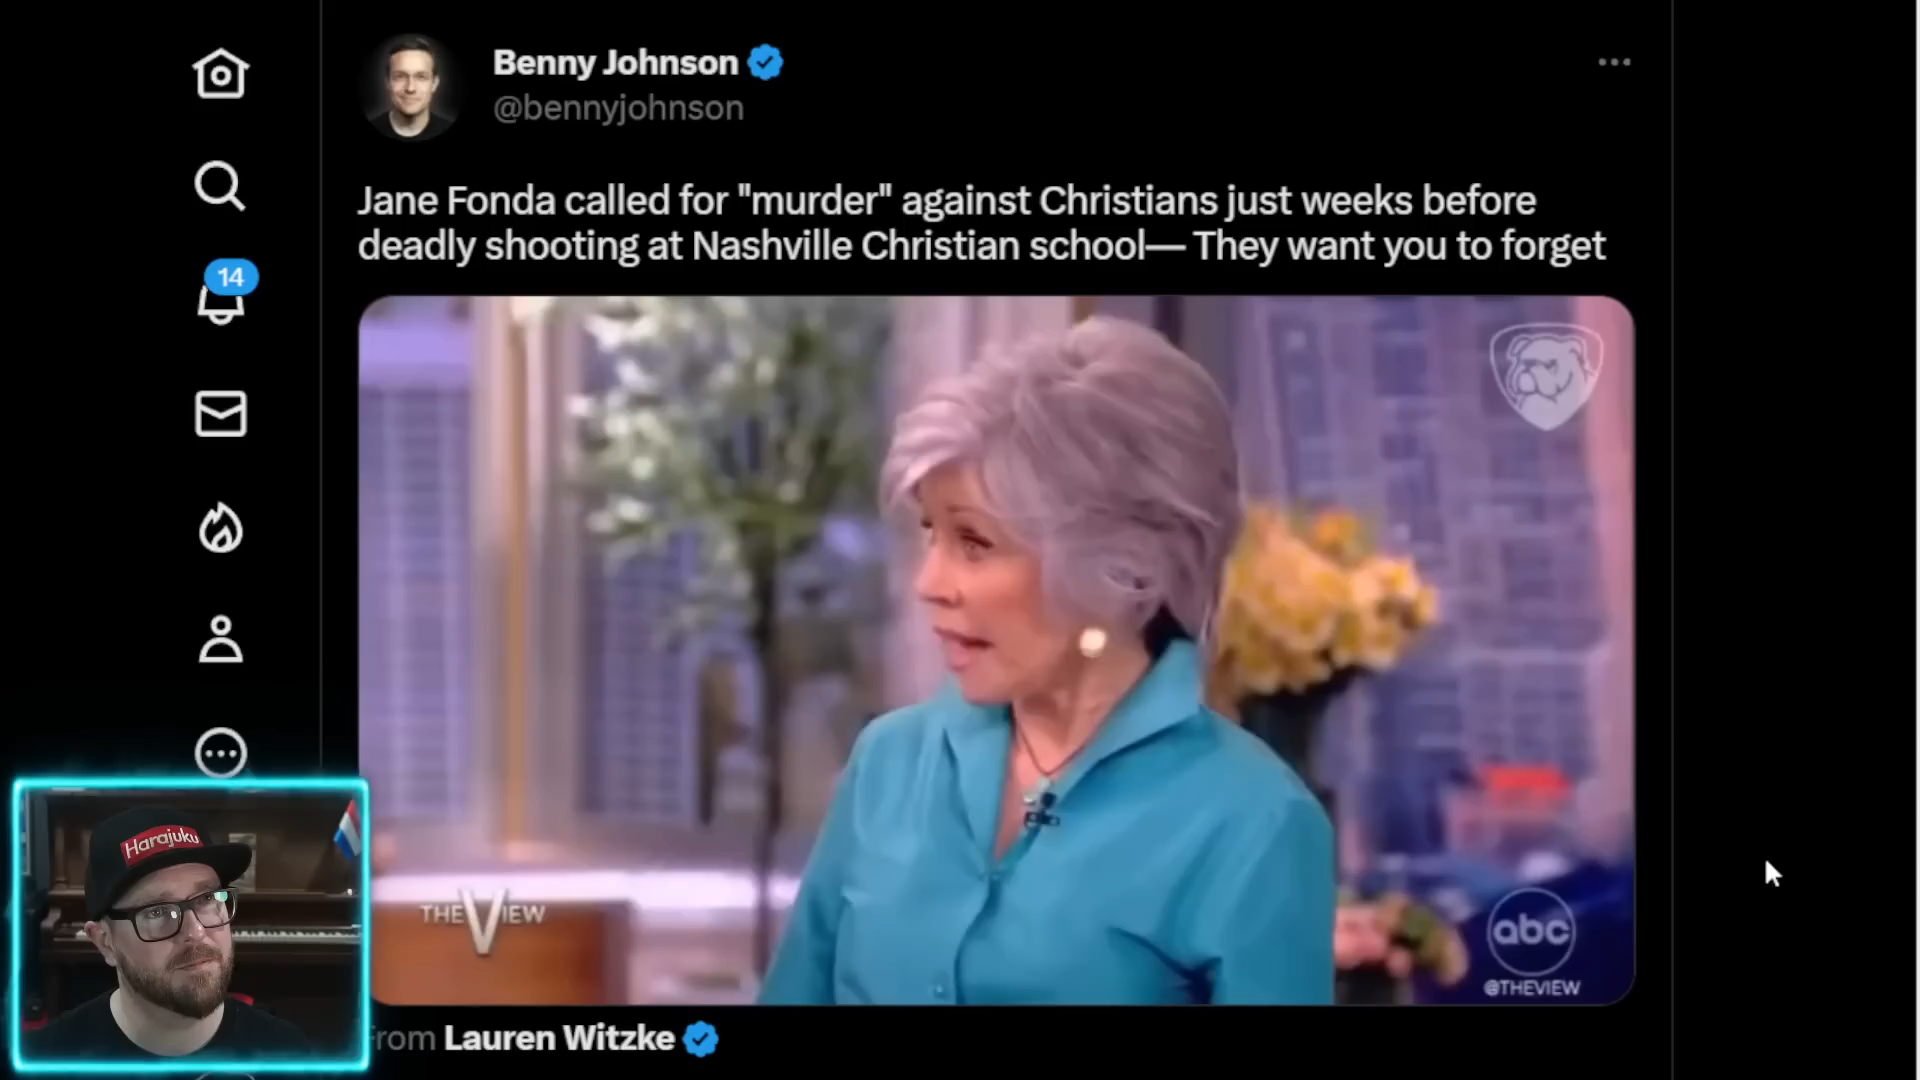 Benny Johnson
@bennyjohnson
Jane Fonda called for "murder" against Christians just weeks before
deadly shooting at Nashville Christian school— They want you to forget
14
THE VIEW
abc
@THEVIEW
Harajuku
From Lauren Witzke